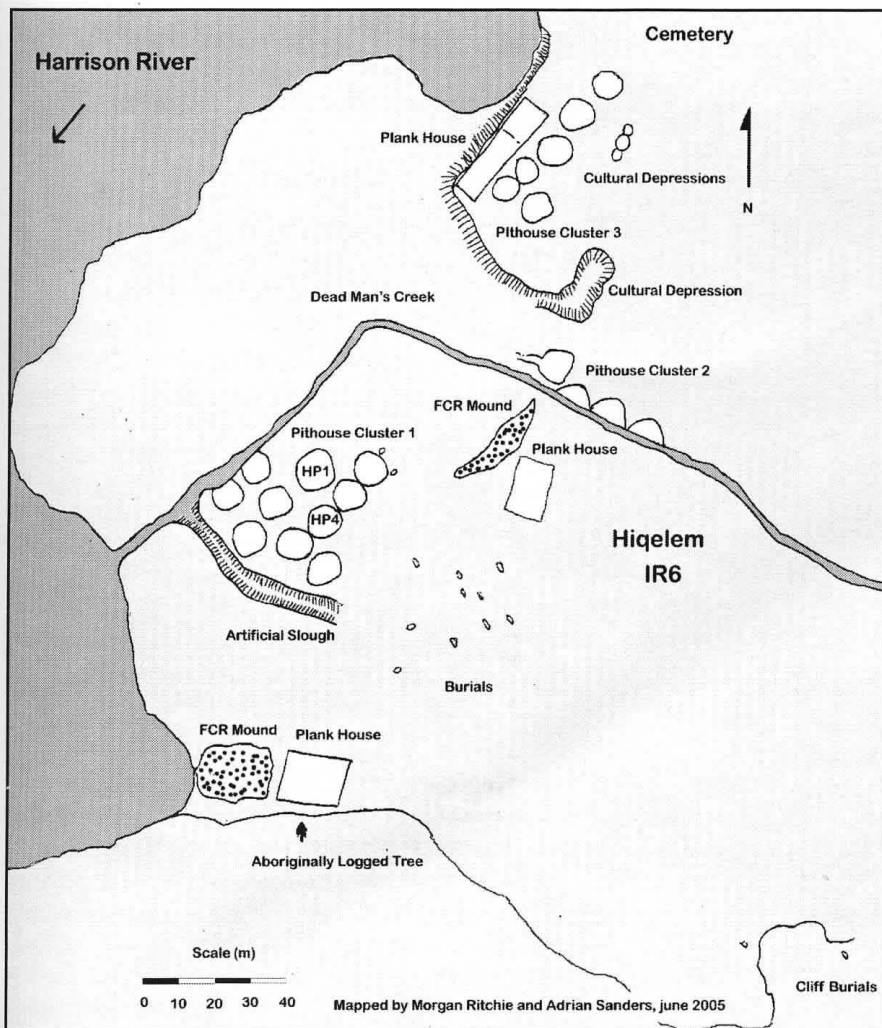 Cemetery
Harrison River
Plank House
Cultural Depressions
N
Pithouse Cluster 3
Cultural Depression
Dead Man's Creek
Pithouse Cluster 2
FCR Mound
Pithouse Cluster 1
Plank House
HP1
HP4
Hiqelem
IR6
Artificial Slough
Burials
FCR Mound
Plank House
Aboriginally Logged Tree
Scale (m)
Cliff Burials
0 10 20 30 40
Mapped by Morgan Ritchie and Adrian Sanders, june 2005